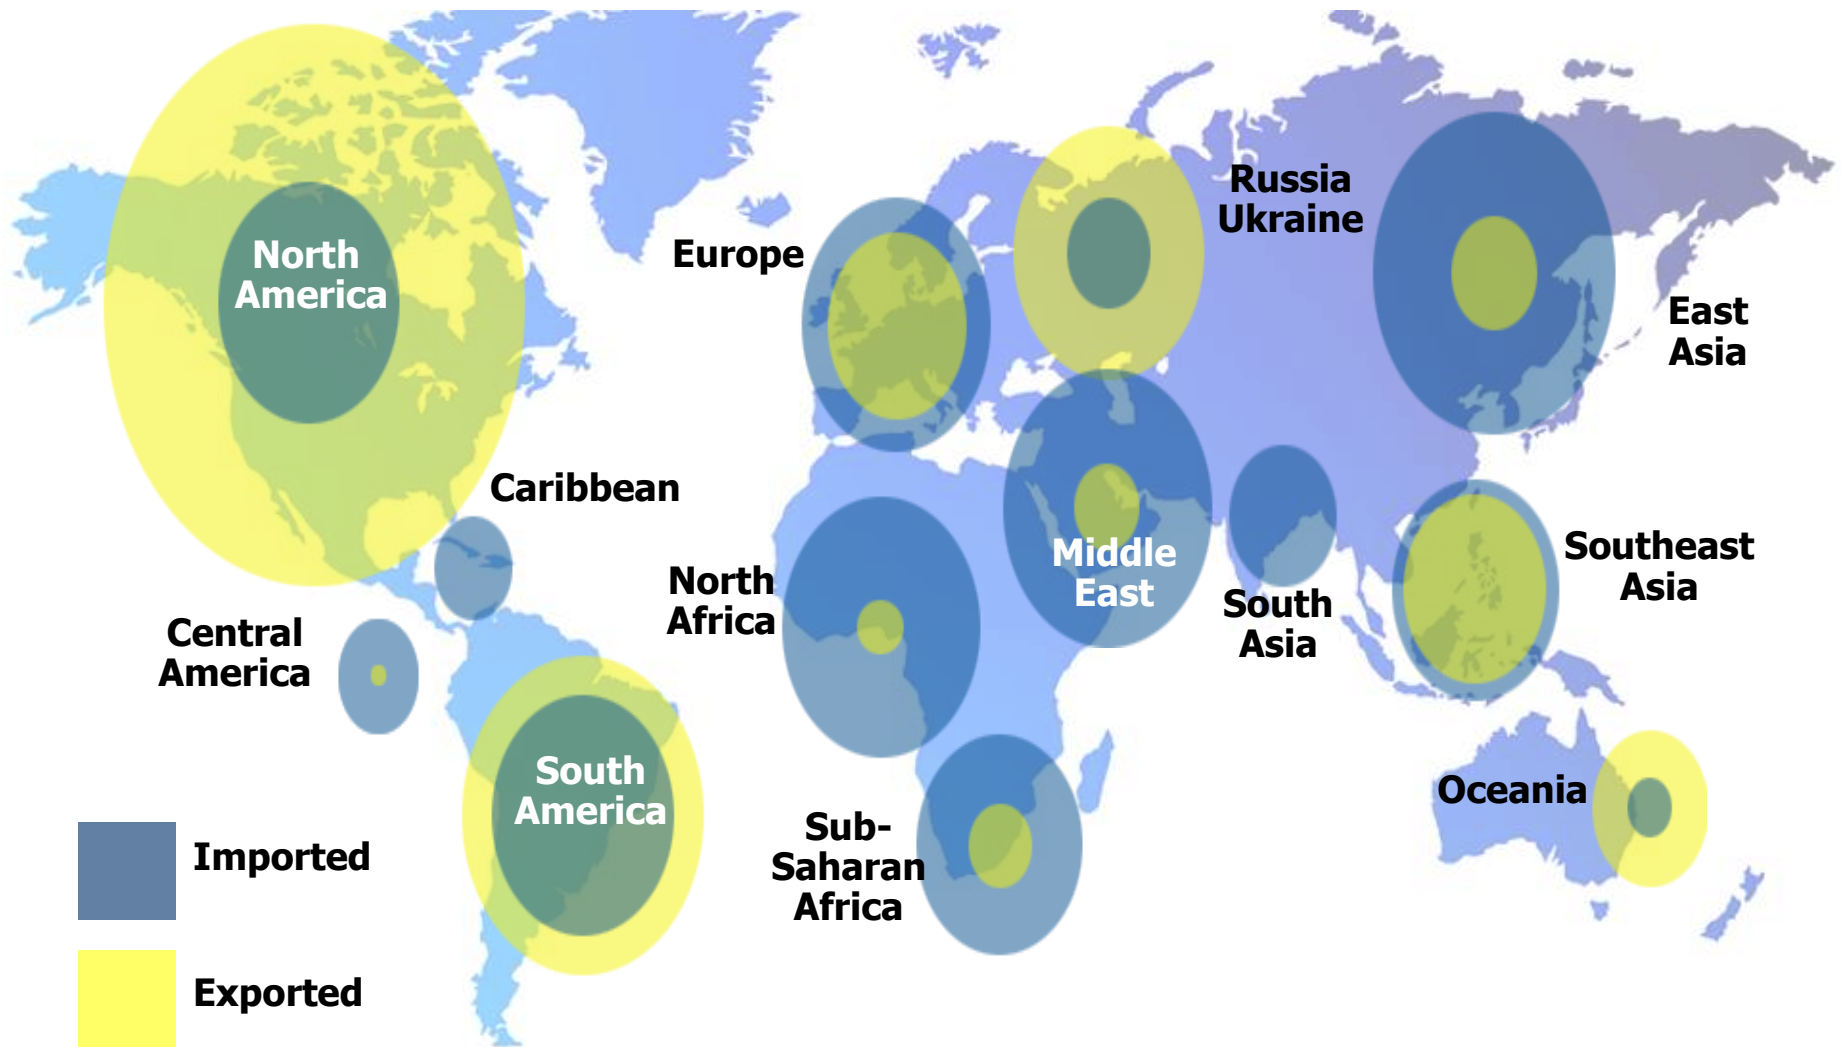 North
America
Europe
Russia
Ukraine
East
Asia
Caribbean
North
Africa
Middle
East
South
Asia
Southeast
Asia
Central
America
South
America
Sub-
Saharan
Africa
Oceania
Imported
Exported